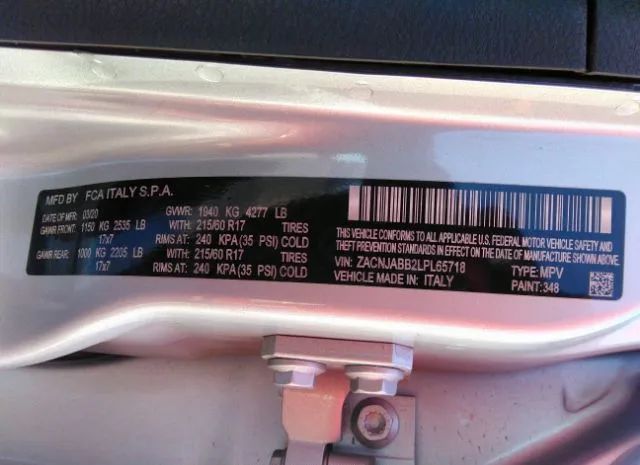 MFD BY FCA ITALY S.P.A.
DATE OF MFR: 03/20 GVWR: 1940 KG 4277 LB
GAWR FRONT: 1150 KG 2535 LB WITH: 215/60 R17 TIRES
17x7 RIMS AT: 240 KPA (35 PSI) COLD
GAWR REAR: 1000 KG 2205 LB WITH: 215/60 R17 TIRES
17x7 RIMS AT: 240 KPA (35 PSI) COLD
THIS VEHICLE CONFORMS TO ALL APPLICABLE U.S. FEDERAL MOTOR VEHICLE SAFETY
AND THEFT PREVENTION STANDARDS IN EFFECT ON THE DATE OF MANUFACTURE SHOWN ABOVE.
VIN: ZACNJABB2LPL65718 TYPE: MPV
VEHICLE MADE IN: ITALY PAINT: 348